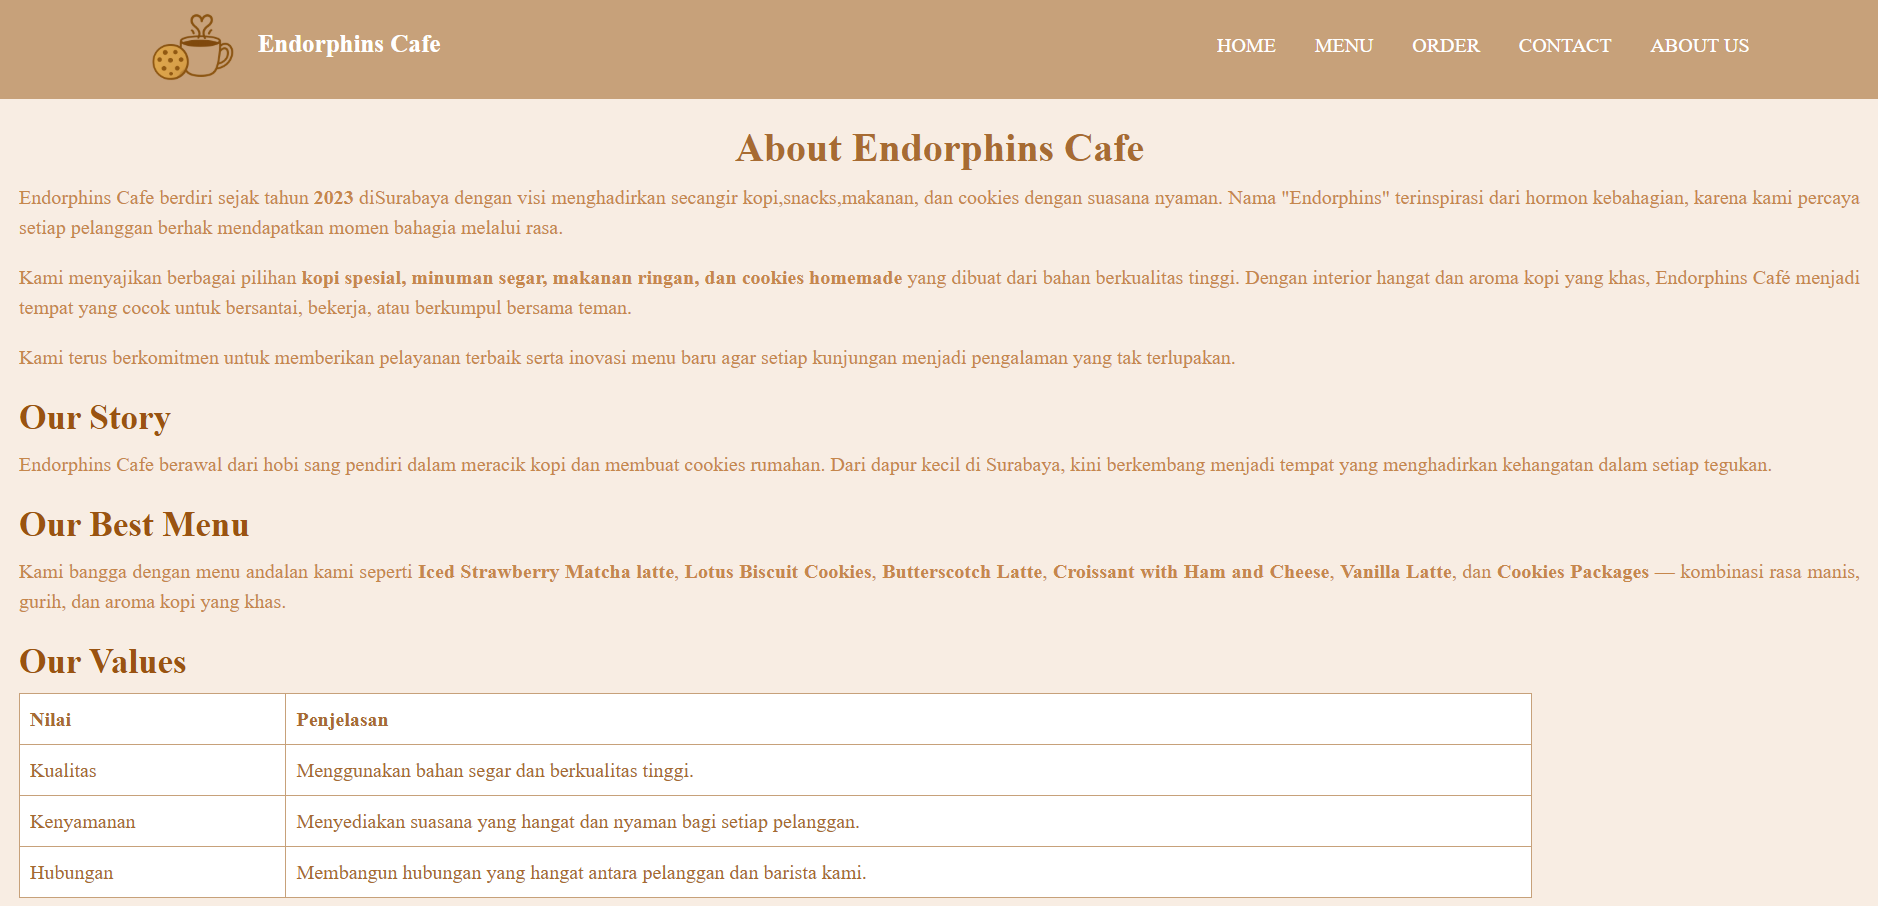 Endorphins Cafe
HOME MENU ORDER CONTACT ABOUT US
About Endorphins Cafe
Endorphins Cafe berdiri sejak tahun 2023 diSurabaya dengan visi menghadirkan secangir kopi,snacks,makanan, dan cookies dengan suasana nyaman. Nama "Endorphins" terinspirasi dari hormon kebahagian, karena kami percaya
setiap pelanggan berhak mendapatkan momen bahagia melalui rasa.
Kami menyajikan berbagai pilihan kopi spesial, minuman segar, makanan ringan, dan cookies homemade yang dibuat dari bahan berkualitas tinggi. Dengan interior hangat dan aroma kopi yang khas, Endorphins Café menjadi
tempat yang cocok untuk bersantai, bekerja, atau berkumpul bersama teman.
Kami terus berkomitmen untuk memberikan pelayanan terbaik serta inovasi menu baru agar setiap kunjungan menjadi pengalaman yang tak terlupakan.
Our Story
Endorphins Cafe berawal dari hobi sang pendiri dalam meracik kopi dan membuat cookies rumahan. Dari dapur kecil di Surabaya, kini berkembang menjadi tempat yang menghadirkan kehangatan dalam setiap tegukan.
Our Best Menu
Kami bangga dengan menu andalan kami seperti Iced Strawberry Matcha latte, Lotus Biscuit Cookies, Butterscotch Latte, Croissant with Ham and Cheese, Vanilla Latte, dan Cookies Packages — kombinasi rasa manis,
gurih, dan aroma kopi yang khas.
Our Values
Nilai Penjelasan
Kualitas Menggunakan bahan segar dan berkualitas tinggi.
Kenyamanan Menyediakan suasana yang hangat dan nyaman bagi setiap pelanggan.
Hubungan Membangun hubungan yang hangat antara pelanggan dan barista kami.